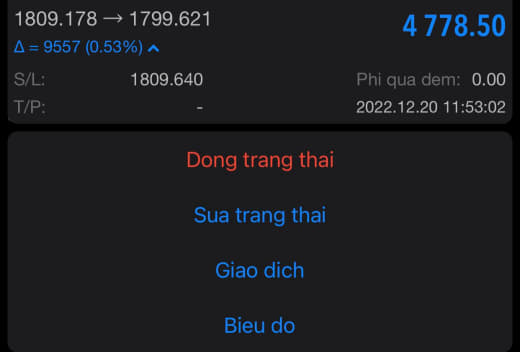 1809.178 → 1799.621
4 778.50
Δ = 9557 (0.53%)
S/L: 1809.640 Phi qua dem: 0.00
T/P: - 2022.12.20 11:53:02
Dong trang thai
Sua trang thai
Giao dich
Bieu do